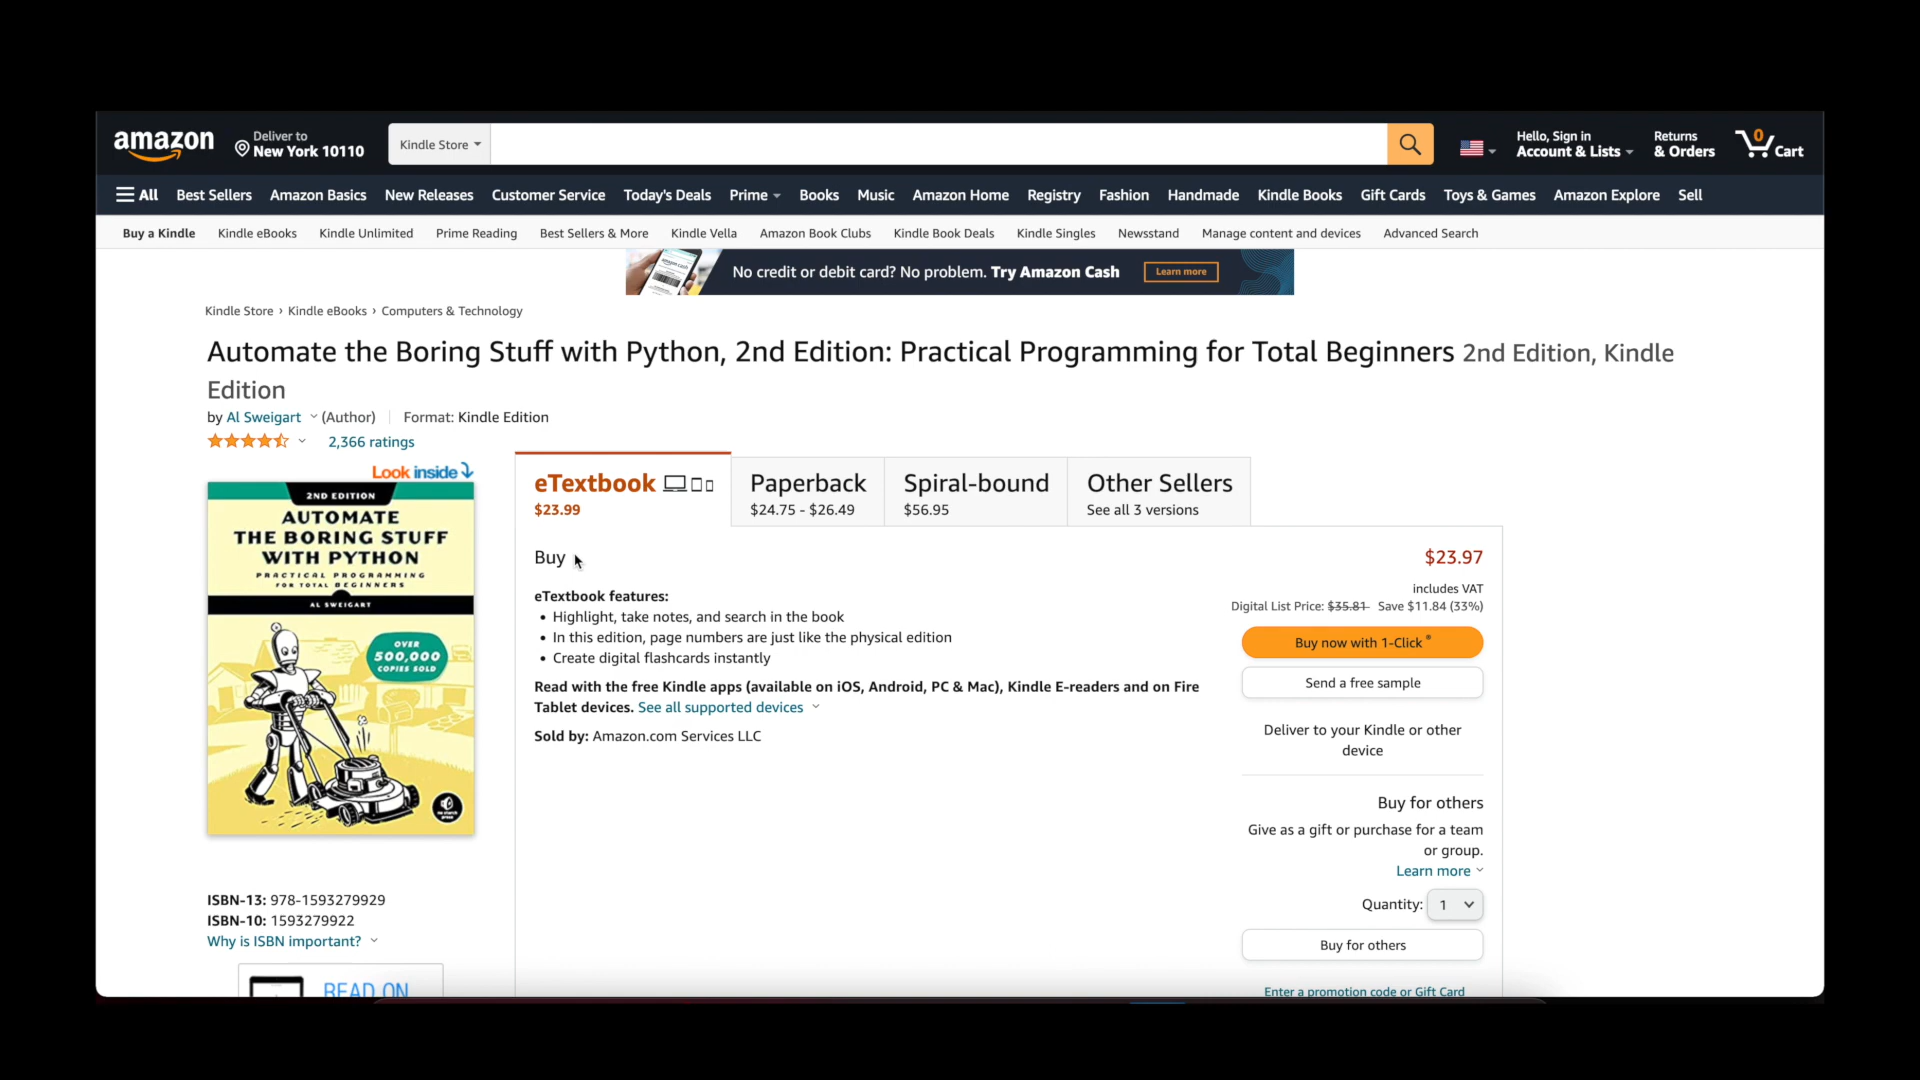 amazon
Deliver to
New York 10110
Kindle Store
Hello, Sign in
Account & Lists
Returns
& Orders
0
Cart
All
Best Sellers
Amazon Basics
New Releases
Customer Service
Today's Deals
Prime
Books
Music
Amazon Home
Registry
Fashion
Handmade
Kindle Books
Gift Cards
Toys & Games
Amazon Explore
Sell
Buy a Kindle
Kindle eBooks
Kindle Unlimited
Prime Reading
Best Sellers & More
Kindle Vella
Amazon Book Clubs
Kindle Book Deals
Kindle Singles
Newsstand
Manage content and devices
Advanced Search
No credit or debit card? No problem. Try Amazon Cash
Learn more
Kindle Store › Kindle eBooks › Computers & Technology
Automate the Boring Stuff with Python, 2nd Edition: Practical Programming for Total Beginners 2nd Edition, Kindle
Edition
by Al Sweigart (Author) Format: Kindle Edition
2,366 ratings
Look inside
2ND EDITION
AUTOMATE
THE BORING STUFF
WITH PYTHON
PRACTICAL PROGRAMMING
FOR TOTAL BEGINNERS
AL SWEIGART
OVER
500,000
COPIES SOLD
ISBN-13: 978-1593279929
ISBN-10: 1593279922
Why is ISBN important?
READ ON
eTextbook
$23.99
Paperback
$24.75 - $26.49
Spiral-bound
$56.95
Other Sellers
See all 3 versions
Buy
eTextbook features:
• Highlight, take notes, and search in the book
• In this edition, page numbers are just like the physical edition
• Create digital flashcards instantly
Read with the free Kindle apps (available on iOS, Android, PC & Mac), Kindle E-readers and on Fire
Tablet devices. See all supported devices
Sold by: Amazon.com Services LLC
$23.97
includes VAT
Digital List Price: $35.81 Save $11.84 (33%)
Buy now with 1-Click ®
Send a free sample
Deliver to your Kindle or other
device
Buy for others
Give as a gift or purchase for a team
or group.
Learn more
Quantity: 1
Buy for others
Enter a promotion code or Gift Card